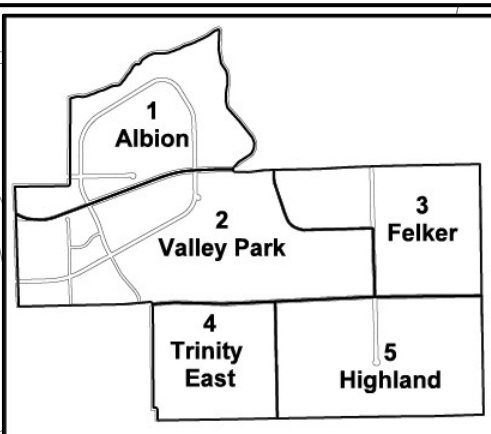 1
Albion
2
Valley Park
3
Felker
4
Trinity
East
5
Highland